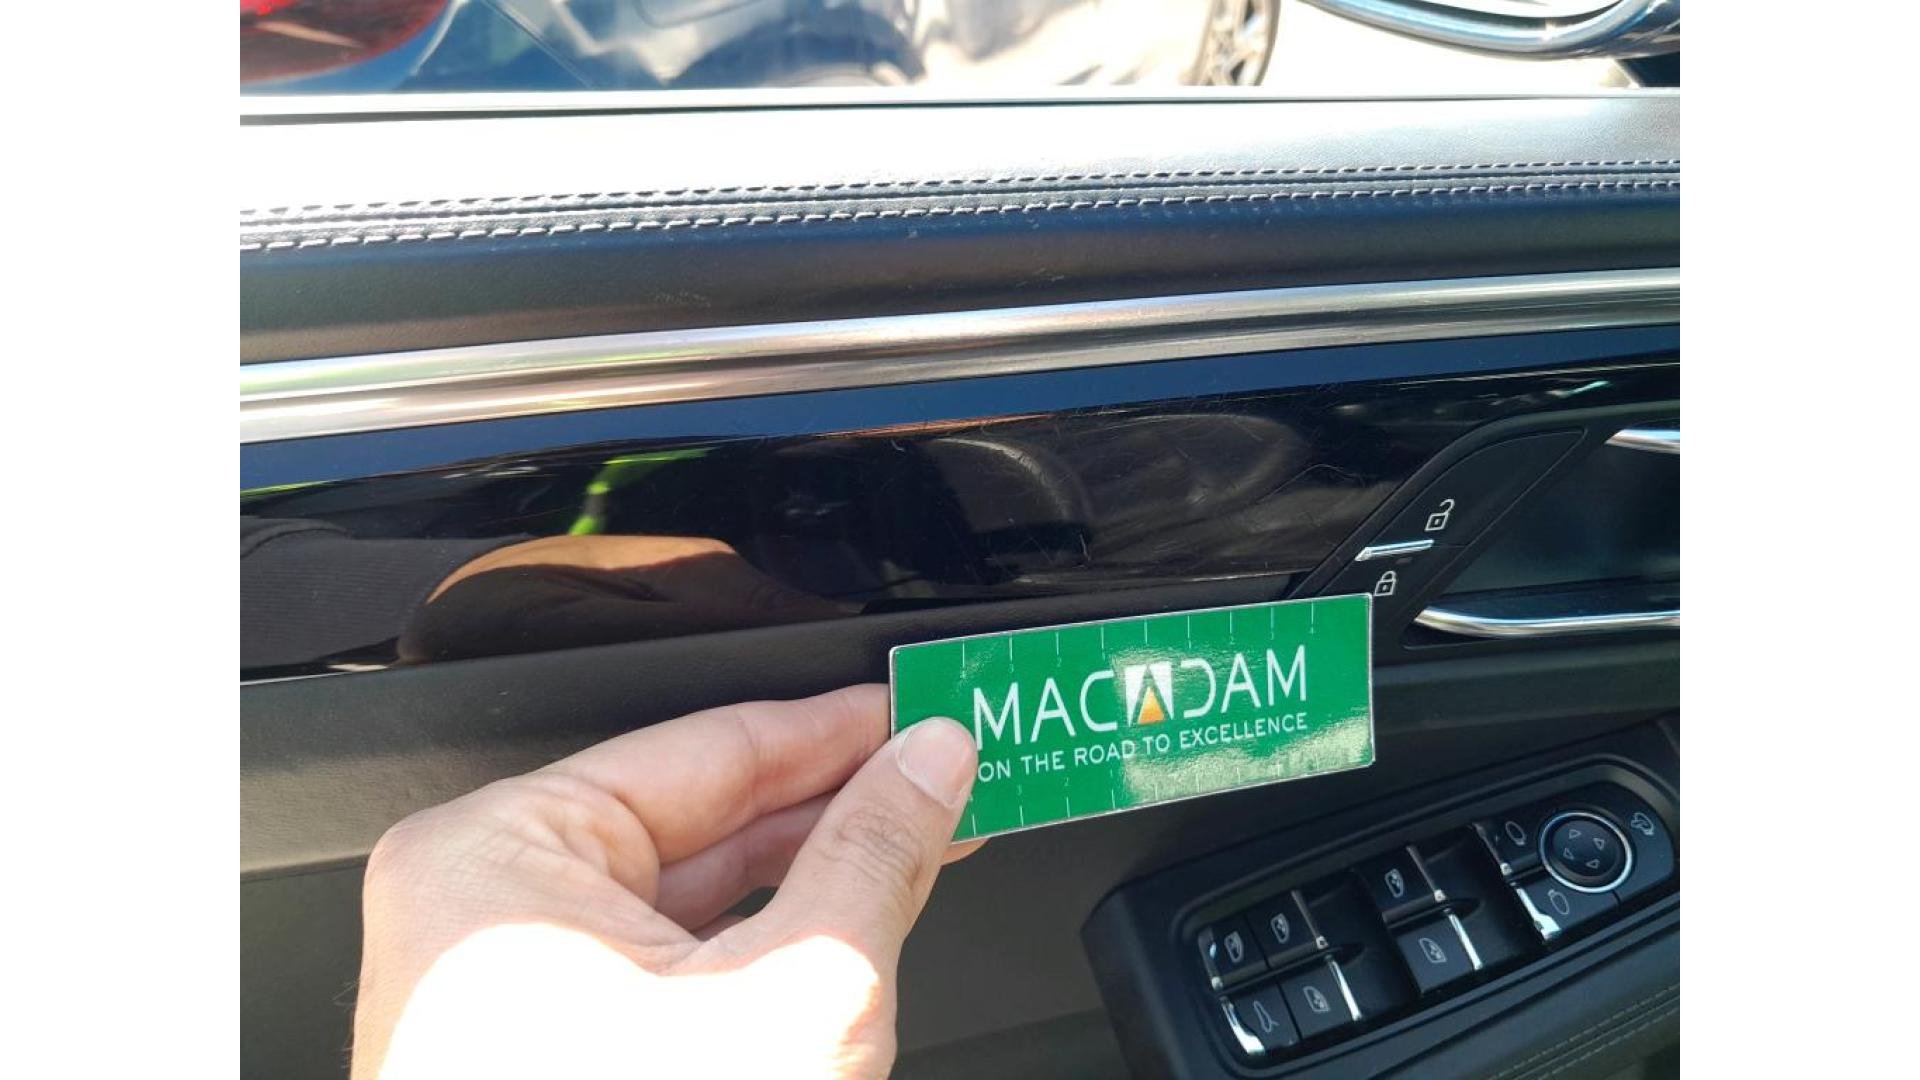 MACADAM
ON THE ROAD TO EXCELLENCE